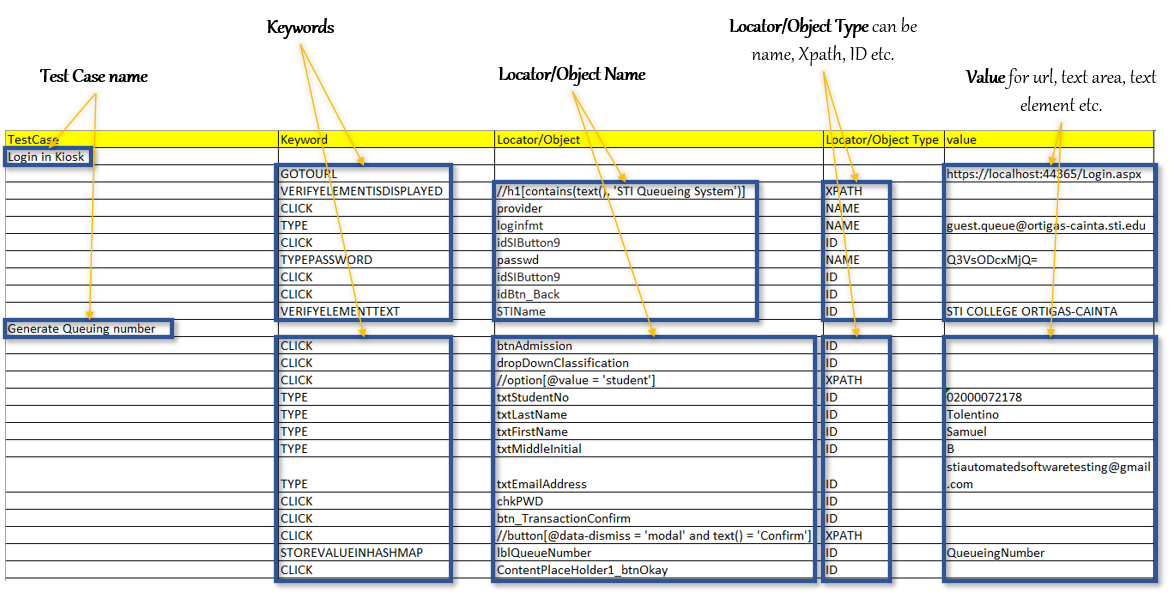 Keywords
Locator/Object Type can be
name, Xpath, ID etc.
Test Case name
Locator/Object Name
Value for url, text area, text
element etc.
TestCase Keyword Locator/Object Locator/Object Type value
Login in Kiosk
GOTOURL https://localhost:44365/Login.aspx
VERIFYELEMENTISDISPLAYED //h1[contains(text(), 'STI Queueing System')] XPATH
CLICK provider NAME
TYPE loginfmt NAME guest.queue@ortigas-cainta.sti.edu
CLICK idSIButton9 ID
TYPEPASSWORD passwd NAME Q3VsODcxMjQ=
CLICK idSIButton9 ID
CLICK idBtn_Back ID
VERIFYELEMENTTEXT STIName ID STI COLLEGE ORTIGAS-CAINTA
Generate Queuing number
CLICK btnAdmission ID
CLICK dropDownClassification ID
CLICK //option[@value = 'student'] XPATH
TYPE txtStudentNo ID 02000072178
TYPE txtLastName ID Tolentino
TYPE txtFirstName ID Samuel
TYPE txtMiddleInitial ID B
stiautomatedsoftwaretesting@gmail
TYPE txtEmailAddress ID .com
CLICK chkPWD ID
CLICK btn_TransactionConfirm ID
CLICK //button[@data-dismiss = 'modal' and text() = 'Confirm'] XPATH
STOREVALUEINHASHMAP lblQueueNumber ID QueueingNumber
CLICK ContentPlaceHolder1_btnOkay ID